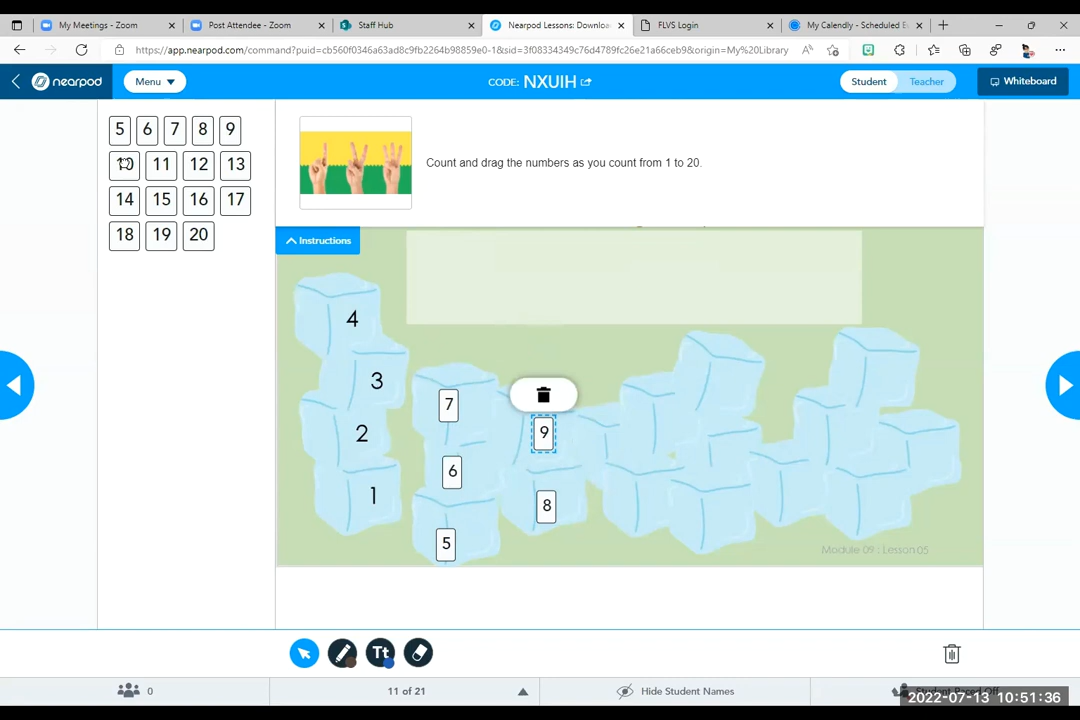 My Meetings - Zoom
Post Attendee - Zoom
Staff Hub
Nearpod Lessons: Downloa
FLVS Login
My Calendly - Scheduled E
https://app.nearpod.com/command?puid=cb560f0346a63ad8c9fb2264b98859e0-1&sid=3f08334349c76d4789fc26e21a66ceb9&origin=My%20Library
nearpod
Menu
CODE: NXUIH
Student
Teacher
Whiteboard
5 6 7 8 9
10 11 12 13
14 15 16 17
18 19 20
Count and drag the numbers as you count from 1 to 20.
Instructions
4
3
7
2
9
6
1
8
5
Module 09 : Lesson 05
Tt
0
11 of 21
Hide Student Names
Student Paced Off
2022-07-13 10:51:36